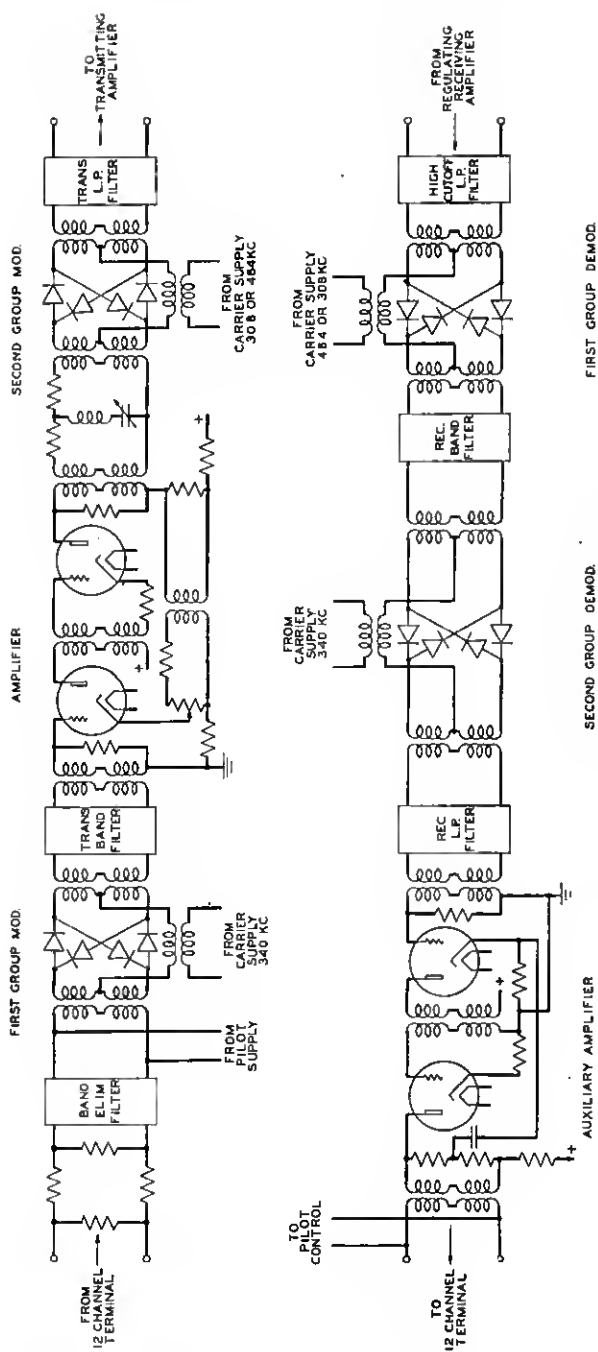 FIRST GROUP MOD.
AMPLIFIER
SECOND GROUP MOD.
FROM
12 CHANNEL
TERMINAL
BAND
ELIM
FILTER
FROM
PILOT
SUPPLY
FROM
CARRIER
SUPPLY
340 KC
TRANS
BAND
FILTER
+
+
FROM
CARRIER SUPPLY
308 OR 484KC
TRANS
L.P.
FILTER
TO
TRANSMITTING
AMPLIFIER
TO
PILOT
CONTROL
TO
12 CHANNEL
TERMINAL
+
+
AUXILIARY AMPLIFIER
REC
L.P.
FILTER
FROM
CARRIER
SUPPLY
340 KC
SECOND GROUP DEMOD.
REC.
BAND
FILTER
FROM
CARRIER SUPPLY
484 OR 308KC
FIRST GROUP DEMOD.
HIGH
CUTOFF
L.P.
FILTER
FROM
REGULATING
RECEIVING
AMPLIFIER